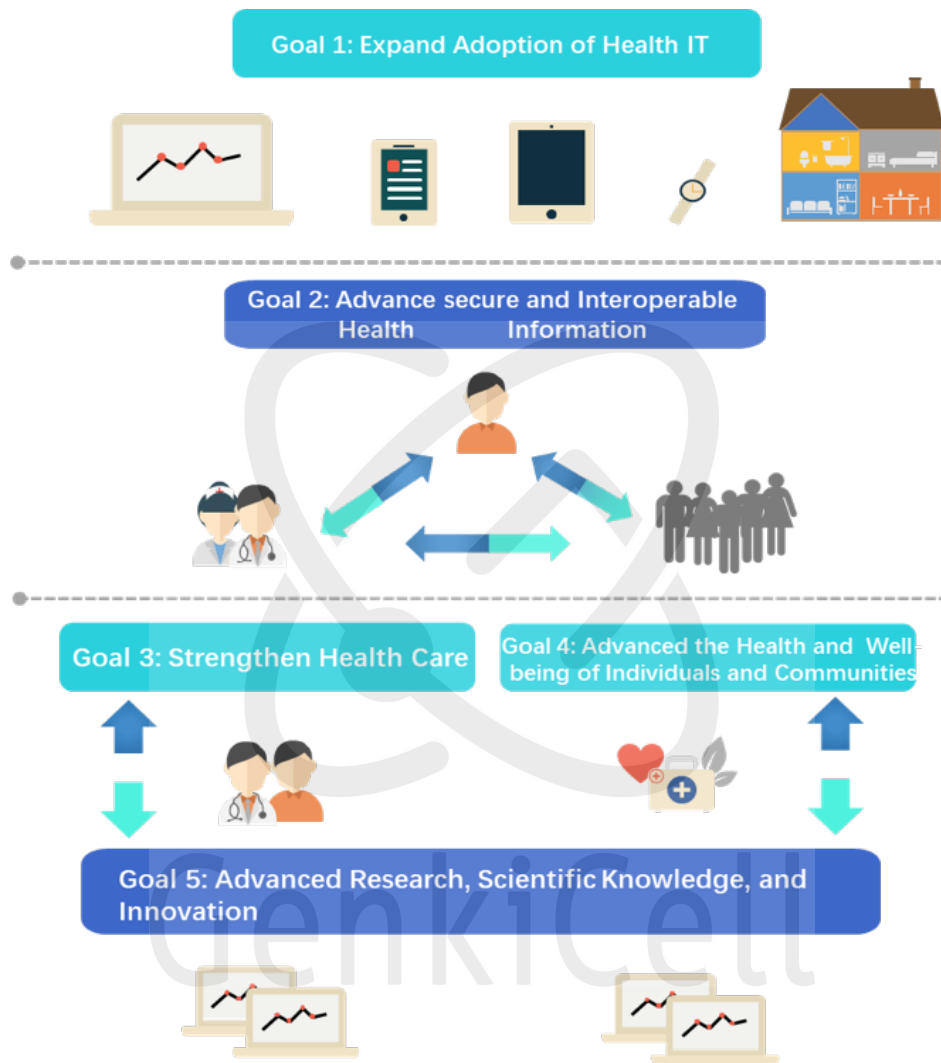 Goal 1: Expand Adoption of Health IT
Goal 2: Advance secure and Interoperable
Health Information
Goal 3: Strengthen Health Care
Goal 4: Advanced the Health and Well-
being of Individuals and Communities
Goal 5: Advanced Research, Scientific Knowledge, and
Innovation
GenkiCell